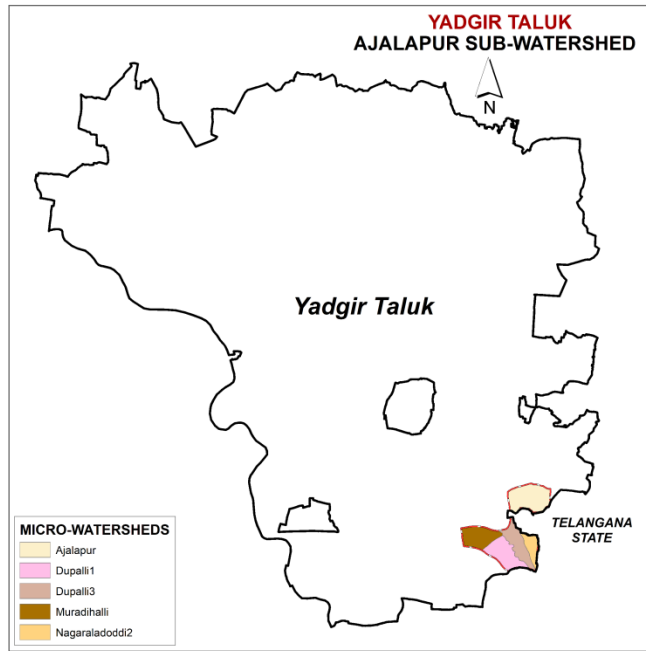 YADGIR TALUK
AJALAPUR SUB-WATERSHED
N
Yadgir Taluk
TELANGANA
STATE
MICRO-WATERSHEDS
Ajalapur
Dupalli1
Dupalli3
Muradihalli
Nagaraladoddi2